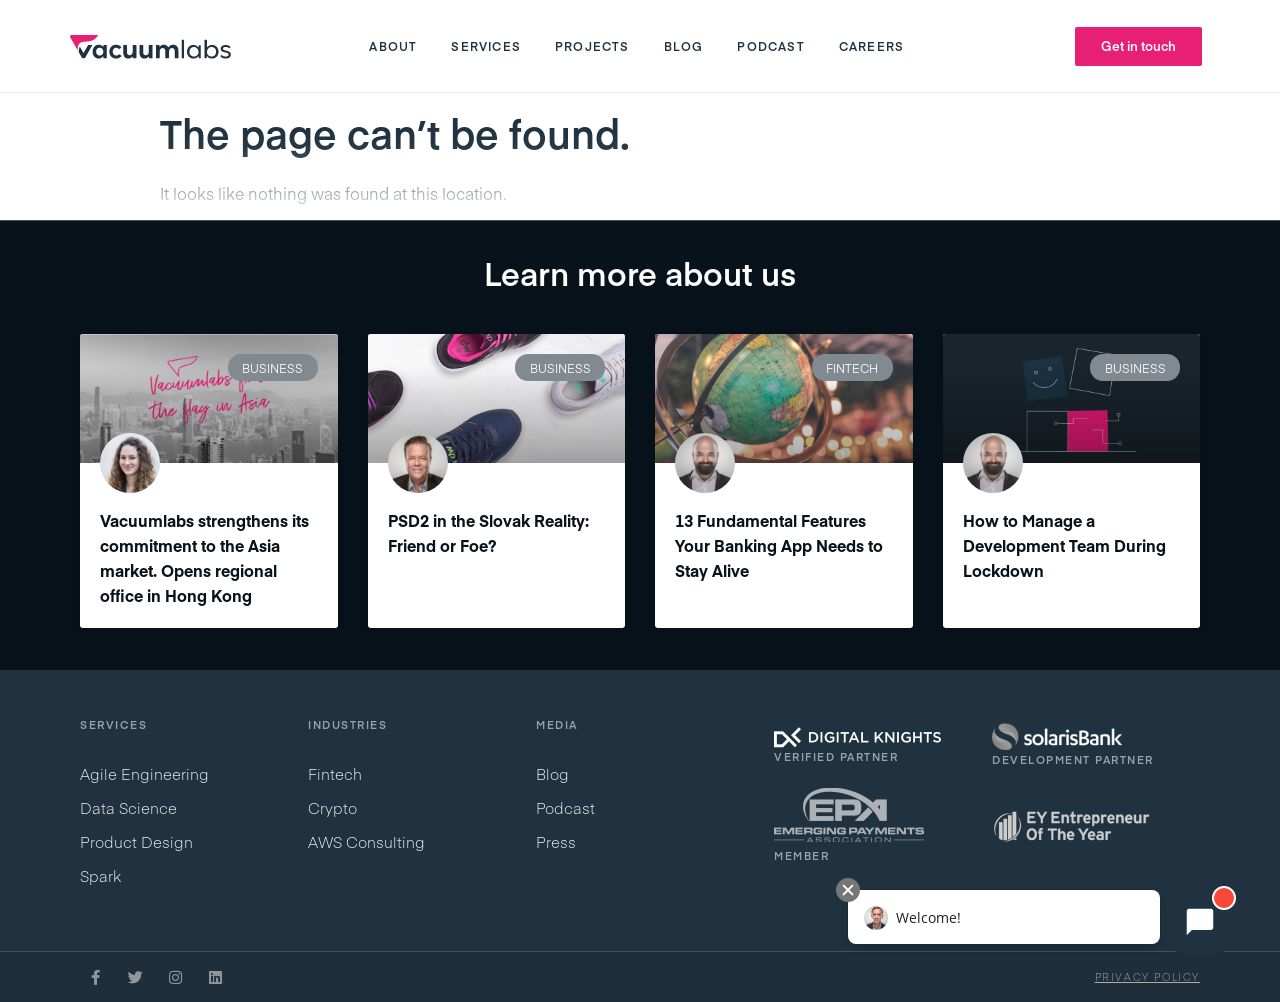 vacuumlabs
ABOUT
SERVICES
PROJECTS
BLOG
PODCAST
CAREERS
Get in touch
The page can’t be found.
It looks like nothing was found at this location.
Learn more about us
BUSINESS
Vacuumlabs
the flag in Asia
Vacuumlabs strengthens its
commitment to the Asia
market. Opens regional
office in Hong Kong
BUSINESS
PSD2 in the Slovak Reality:
Friend or Foe?
FINTECH
13 Fundamental Features
Your Banking App Needs to
Stay Alive
BUSINESS
How to Manage a
Development Team During
Lockdown
SERVICES
Agile Engineering
Data Science
Product Design
Spark
INDUSTRIES
Fintech
Crypto
AWS Consulting
MEDIA
Blog
Podcast
Press
DIGITAL KNIGHTS
VERIFIED PARTNER
solarisBank
DEVELOPMENT PARTNER
EPA
EMERGING PAYMENTS
ASSOCIATION
MEMBER
EY Entrepreneur
Of The Year
Welcome!
PRIVACY POLICY